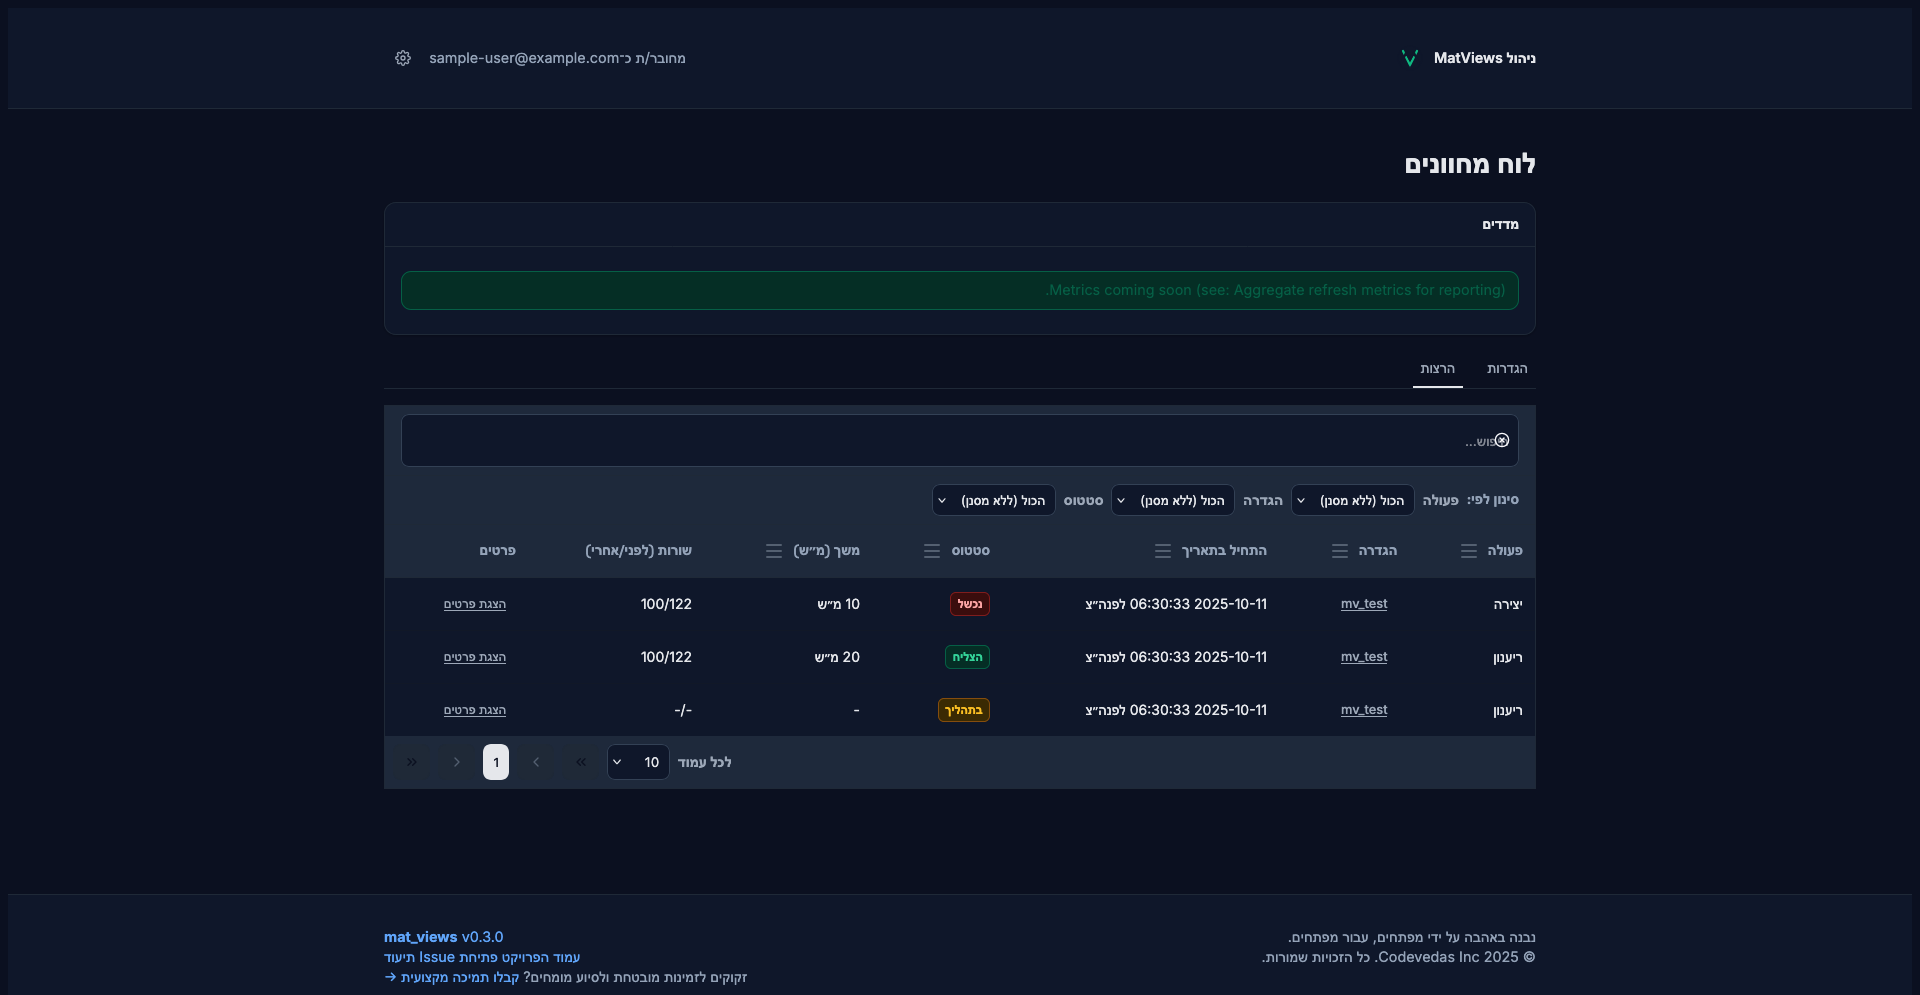 ניהול MatViews
מחובר/ת כ־sample-user@example.com
לוח מחוונים
מדדים
Metrics coming soon (see: Aggregate refresh metrics for reporting).
הגדרות
הרצות
סינון לפי: פעולה הכול (ללא מסנן) הגדרה הכול (ללא מסנן) סטטוס הכול (ללא מסנן)
פעולה הגדרה התחיל בתאריך סטטוס משך (מ״ש) שורות (לפני/אחרי) פרטים
יצירה mv_test 2025-10-11 06:30:33 לפנה״צ נכשל 10 מ״ש 100/122 הצגת פרטים
ריענון mv_test 2025-10-11 06:30:33 לפנה״צ הצליח 20 מ״ש 100/122 הצגת פרטים
ריענון mv_test 2025-10-11 06:30:33 לפנה״צ בתהליך - -/- הצגת פרטים
לכל עמוד 10 « ‹ 1 › »
נבנה באהבה על ידי מפתחים, עבור מפתחים.
© 2025 Codevedas Inc. כל הזכויות שמורות.
mat_views v0.3.0
עמוד הפרויקט פתיחת Issue תיעוד
זקוקים לזמינות מובטחת ולסיוע מומחים? קבלו תמיכה מקצועית →